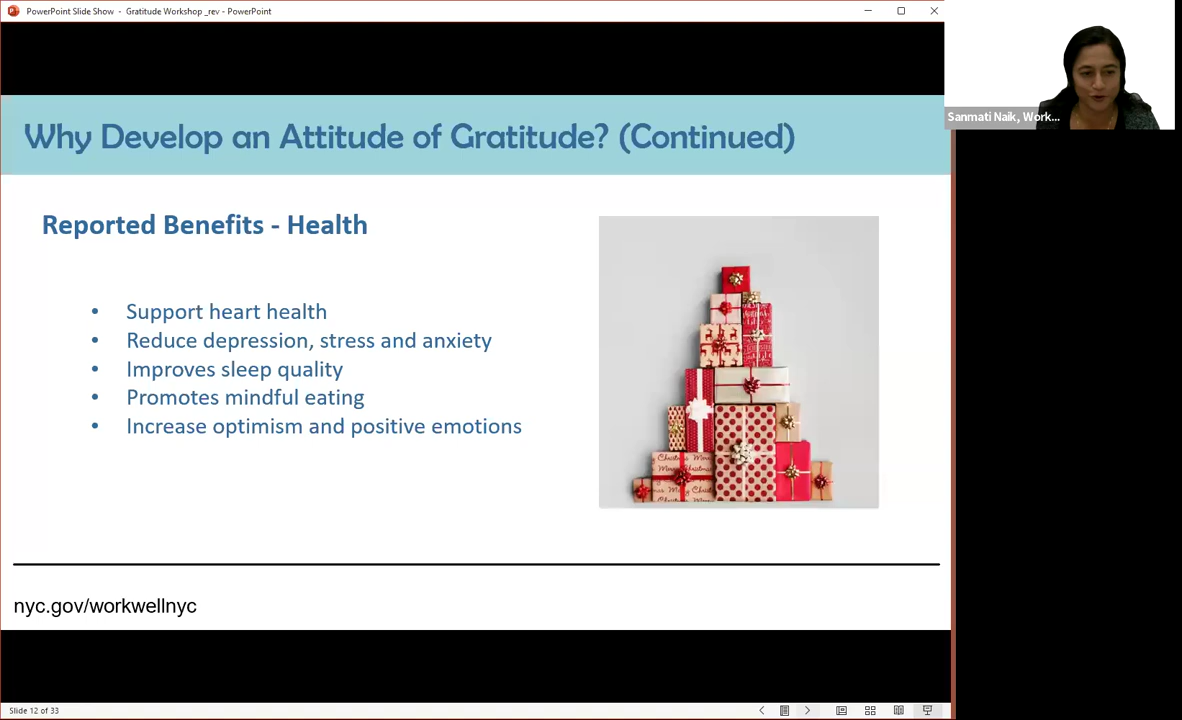 PowerPoint Slide Show - Gratitude Workshop _rev - PowerPoint
Sanmati Naik, Work...
Why Develop an Attitude of Gratitude? (Continued)
Reported Benefits - Health
• Support heart health
• Reduce depression, stress and anxiety
• Improves sleep quality
• Promotes mindful eating
• Increase optimism and positive emotions
nyc.gov/workwellnyc
Slide 12 of 33